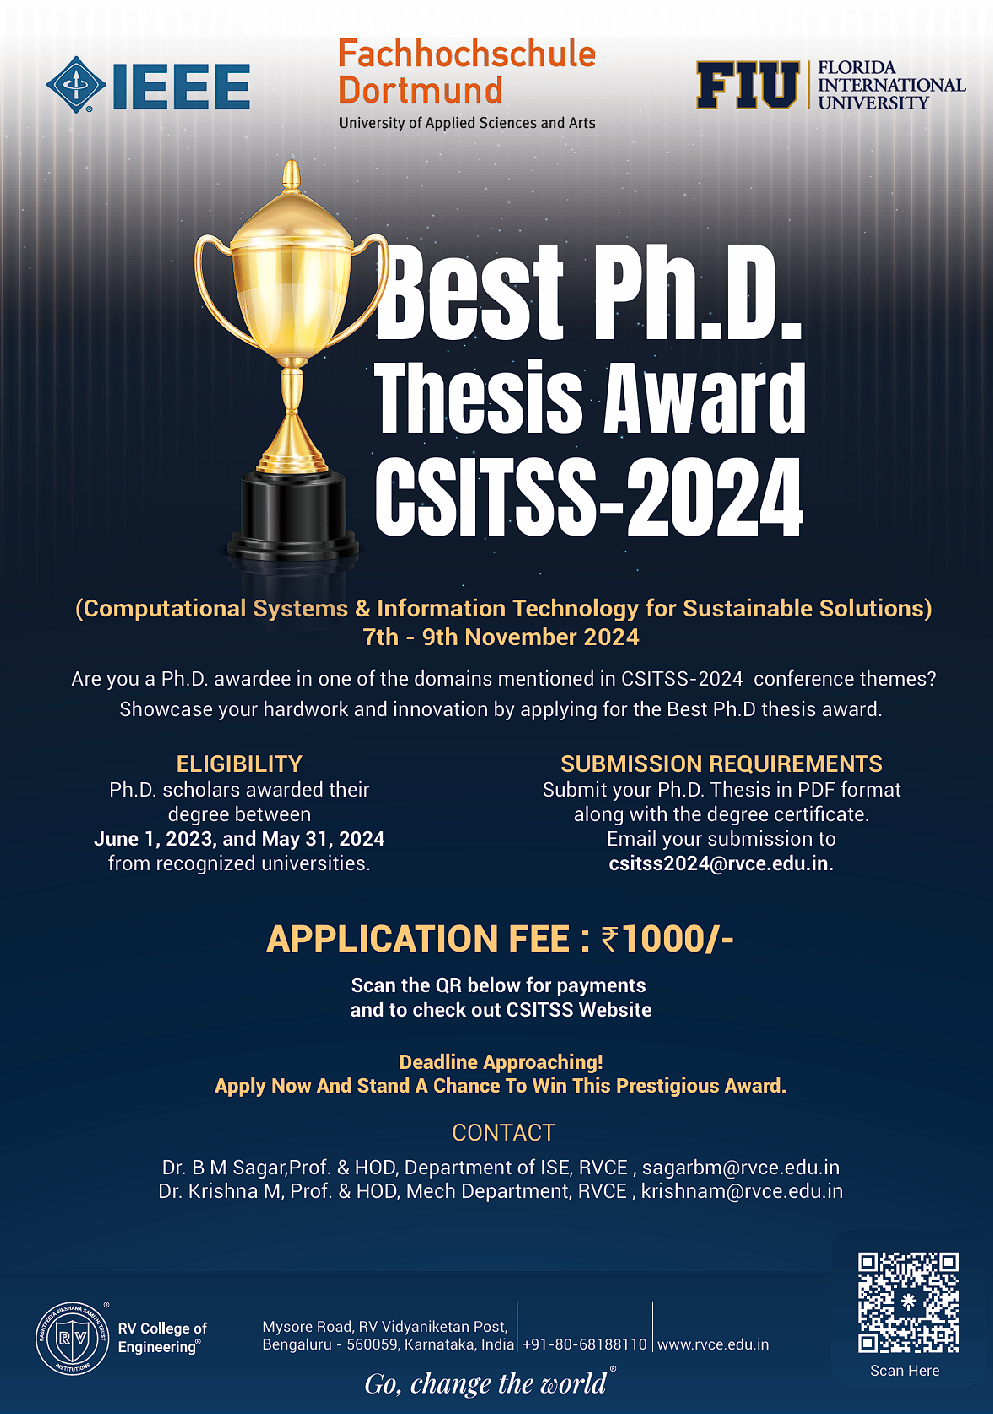 IEEE
Fachhochschule
Dortmund
University of Applied Sciences and Arts
FIU
FLORIDA
INTERNATIONAL
UNIVERSITY
Best Ph.D.
Thesis Award
CSITSS-2024
(Computational Systems & Information Technology for Sustainable Solutions)
7th - 9th November 2024
Are you a Ph.D. awardee in one of the domains mentioned in CSITSS-2024 conference themes?
Showcase your hardwork and innovation by applying for the Best Ph.D thesis award.
ELIGIBILITY
Ph.D. scholars awarded their
degree between
June 1, 2023, and May 31, 2024
from recognized universities.
SUBMISSION REQUIREMENTS
Submit your Ph.D. Thesis in PDF format
along with the degree certificate.
Email your submission to
csitss2024@rvce.edu.in.
APPLICATION FEE : ₹1000/-
Scan the QR below for payments
and to check out CSITSS Website
Deadline Approaching!
Apply Now And Stand A Chance To Win This Prestigious Award.
CONTACT
Dr. B M Sagar,Prof. & HOD, Department of ISE, RVCE , sagarbm@rvce.edu.in
Dr. Krishna M, Prof. & HOD, Mech Department, RVCE , krishnam@rvce.edu.in
RV
INSTITUTIONS
RV College of
Engineering®
Mysore Road, RV Vidyaniketan Post,
Bengaluru - 560059, Karnataka, India
+91-80-68188110
www.rvce.edu.in
Go, change the world®
Scan Here